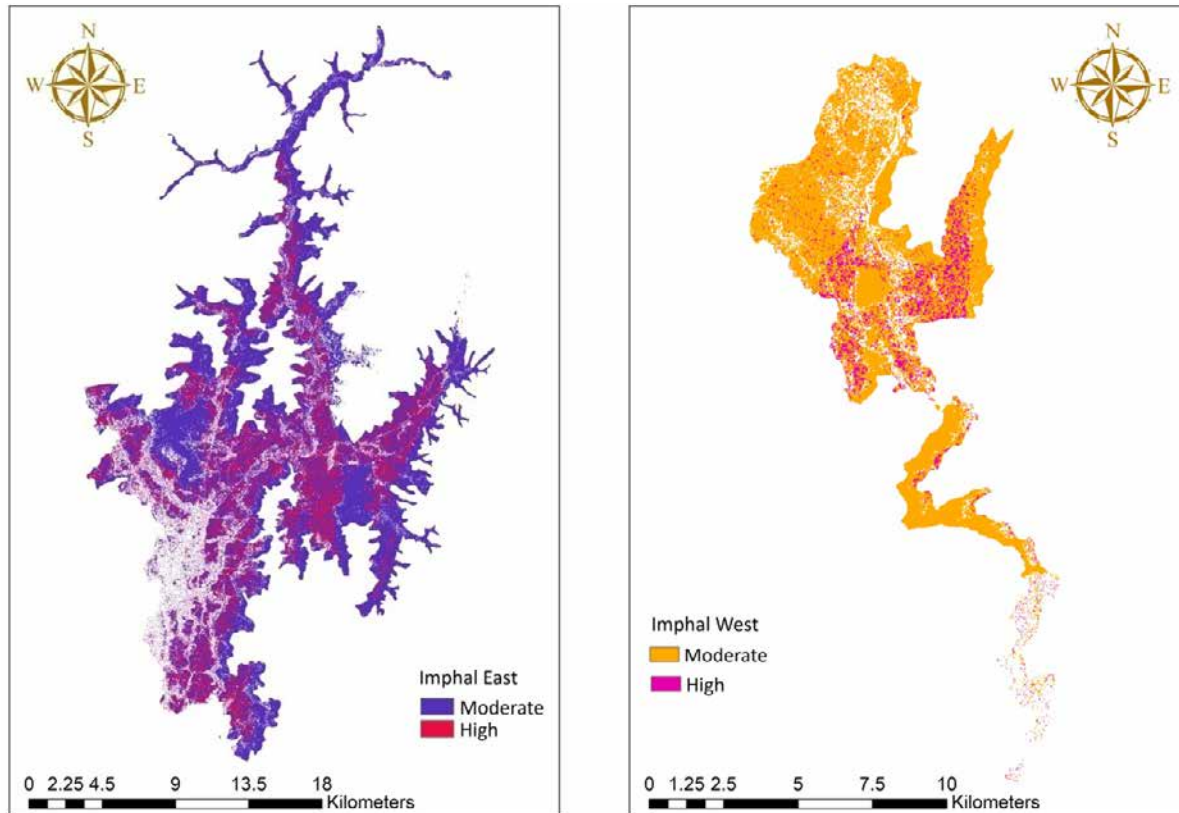 N
W E
S
Imphal East
Moderate
High
0 2.25 4.5 9 13.5 18
Kilometers
N
W E
S
Imphal West
Moderate
High
0 1.25 2.5 5 7.5 10
Kilometers